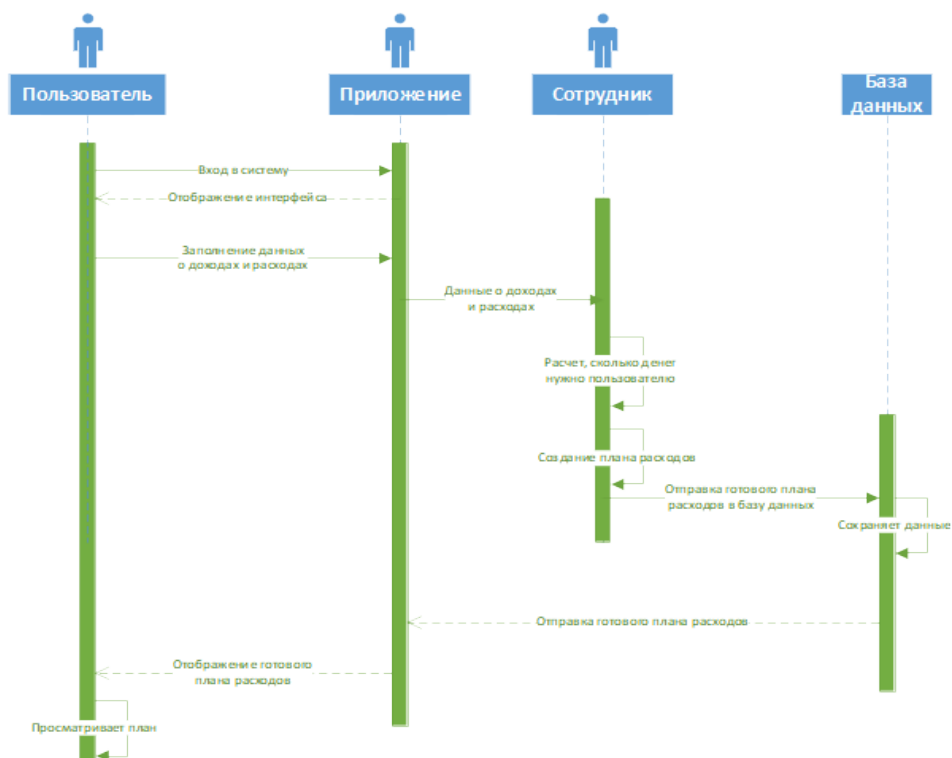 Пользователь
Приложение
Сотрудник
База
данных
Вход в систему
Отображение интерфейса
Заполнение данных
о доходах и расходах
Данные о доходах
и расходах
Расчет, сколько денег
нужно пользователю
Создание плана расходов
Отправка готового плана
расходов в базу данных
Сохраняет данные
Отправка готового плана расходов
Отображение готового
плана расходов
Просматривает план